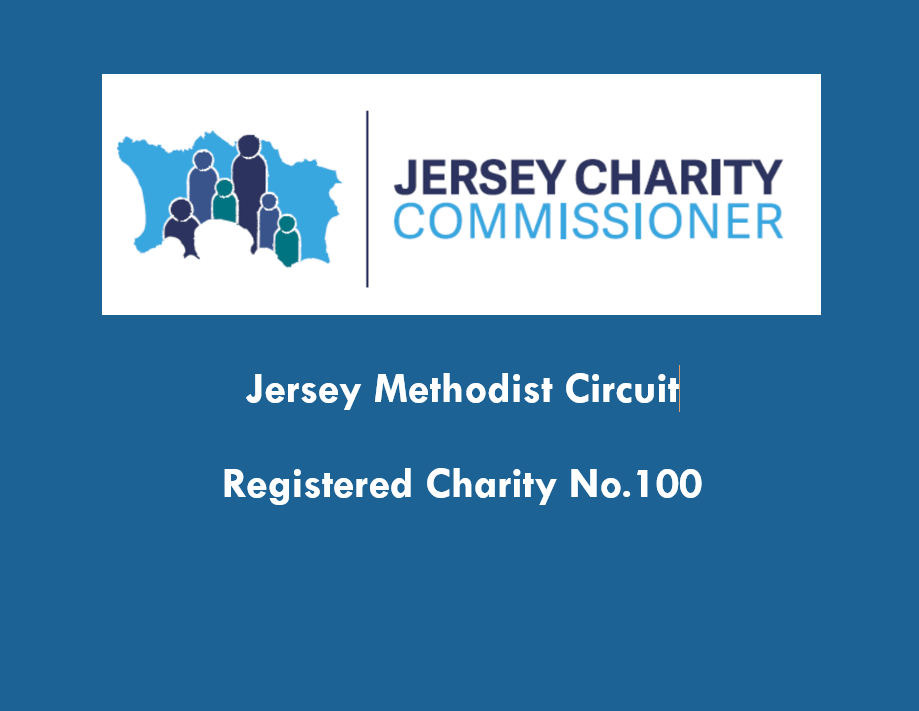 JERSEY CHARITY
COMMISSIONER
Jersey Methodist Circuit
Registered Charity No.100